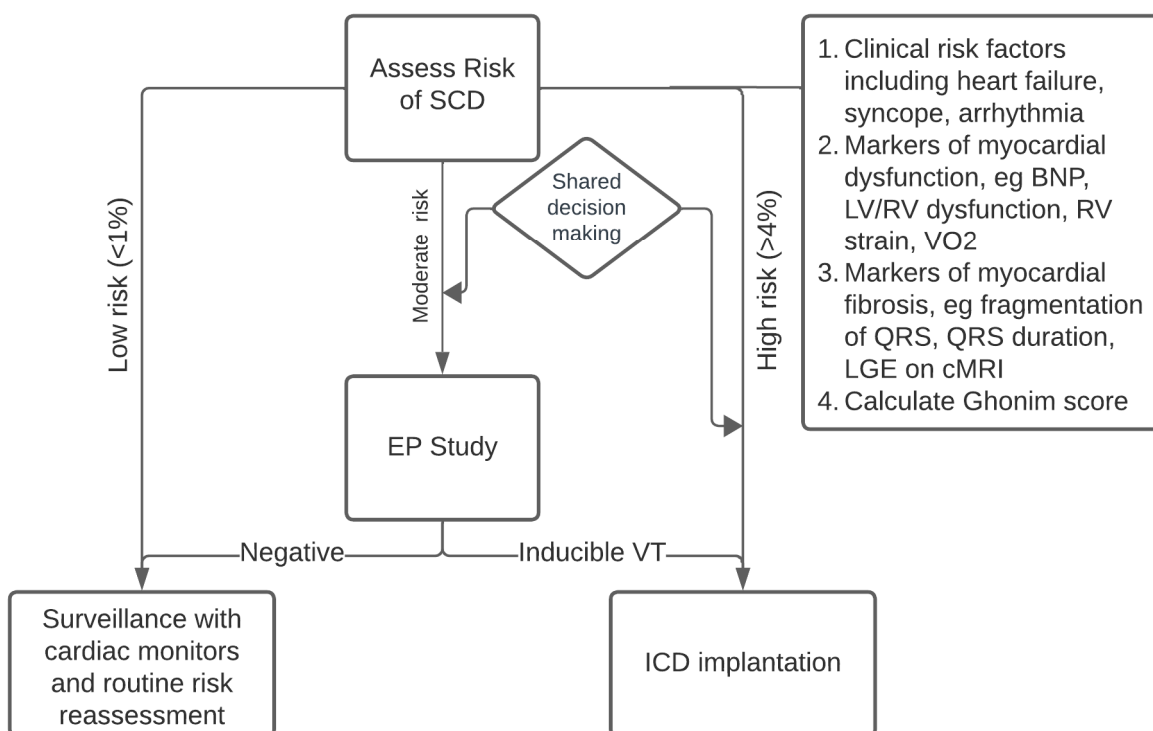 Assess Risk
of SCD
1. Clinical risk factors
including heart failure,
syncope, arrhythmia
2. Markers of myocardial
dysfunction, eg BNP,
LV/RV dysfunction, RV
strain, VO2
3. Markers of myocardial
fibrosis, eg fragmentation
of QRS, QRS duration,
LGE on cMRI
4. Calculate Ghonim score
Shared
decision
making
Low risk (<1%)
Moderate risk
High risk (>4%)
EP Study
Negative
Inducible VT
Surveillance with
cardiac monitors
and routine risk
reassessment
ICD implantation